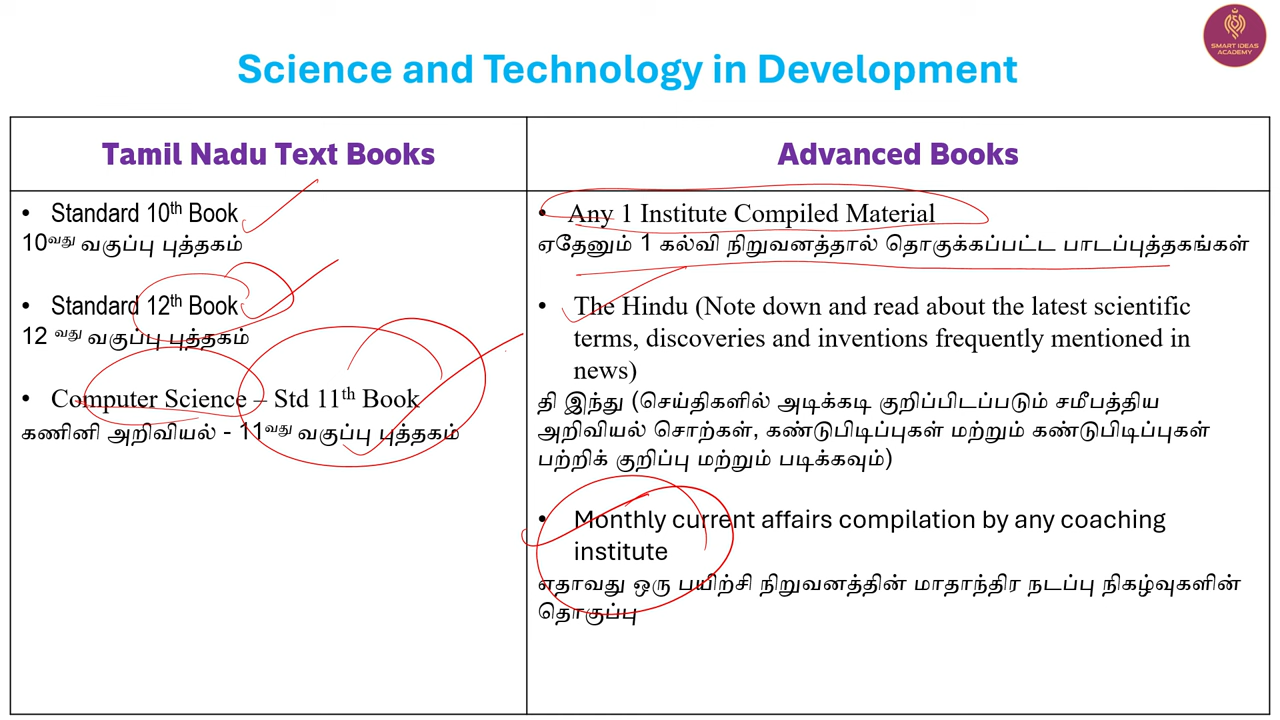 SMART IDEAS
ACADEMY
Science and Technology in Development
Tamil Nadu Text Books
Standard 10th Book
10வது வகுப்பு புத்தகம்
Standard 12th Book
12 வது வகுப்பு புத்தகம்
Computer Science – Std 11th Book
கணினி அறிவியல் - 11வது வகுப்பு புத்தகம்
Advanced Books
Any 1 Institute Compiled Material
ஏதேனும் 1 கல்வி நிறுவனத்தால் தொகுக்கப்பட்ட பாடப்புத்தகங்கள்
The Hindu (Note down and read about the latest scientific
terms, discoveries and inventions frequently mentioned in
news)
தி இந்து (செய்திகளில் அடிக்கடி குறிப்பிடப்படும் சமீபத்திய
அறிவியல் சொற்கள், கண்டுபிடிப்புகள் மற்றும் கண்டுபிடிப்புகள்
பற்றிக் குறிப்பு மற்றும் படிக்கவும்)
Monthly current affairs compilation by any coaching
institute
எதாவது ஒரு பயிற்சி நிறுவனத்தின் மாதாந்திர நடப்பு நிகழ்வுகளின்
தொகுப்பு